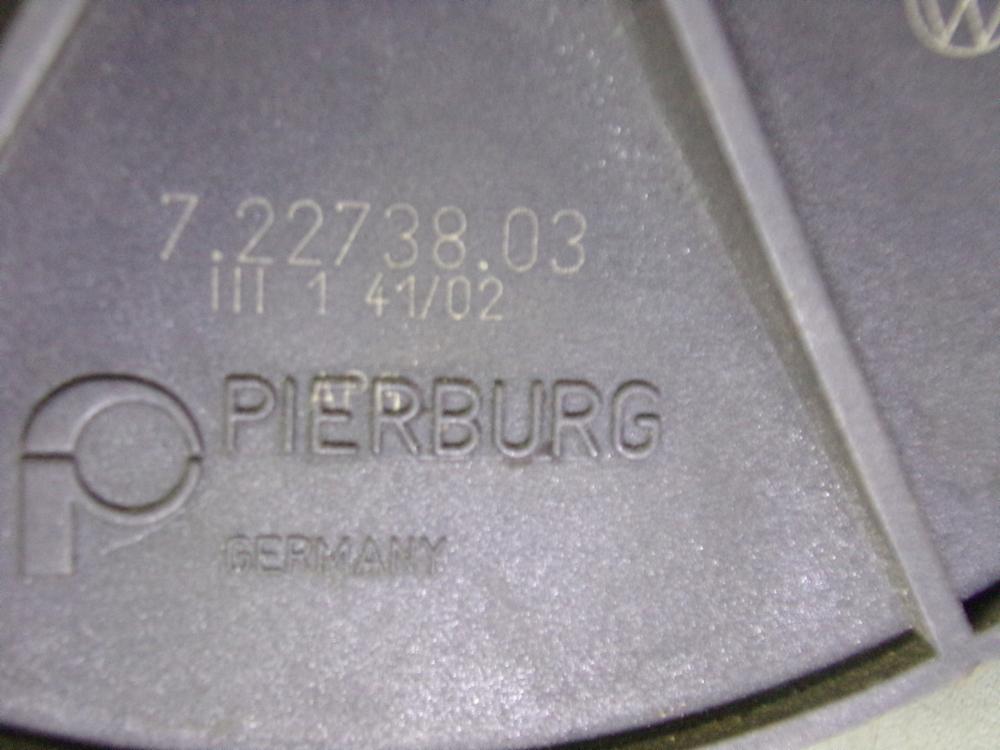 7.22738.03
III 1 41/02
PIERBURG
GERMANY